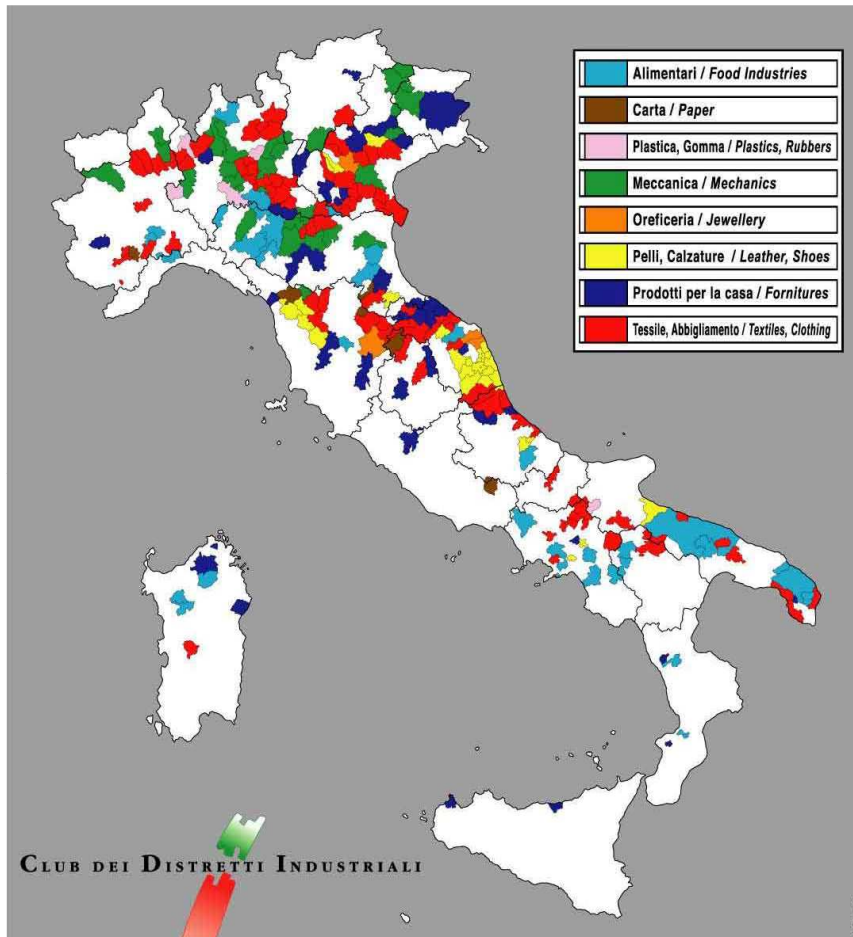 Alimentari / Food Industries
Carta / Paper
Plastica, Gomma / Plastics, Rubbers
Meccanica / Mechanics
Oreficeria / Jewellery
Pelli, Calzature / Leather, Shoes
Prodotti per la casa / Fornitures
Tessile, Abbigliamento / Textiles, Clothing
CLUB DEI DISTRETTI INDUSTRIALI